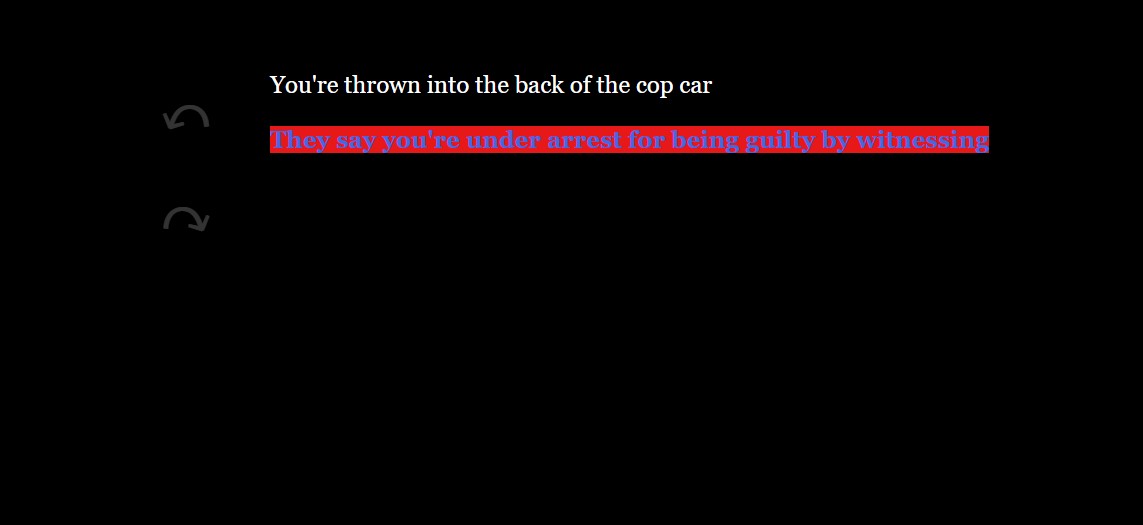 You're thrown into the back of the cop car
They say you're under arrest for being guilty by witnessing